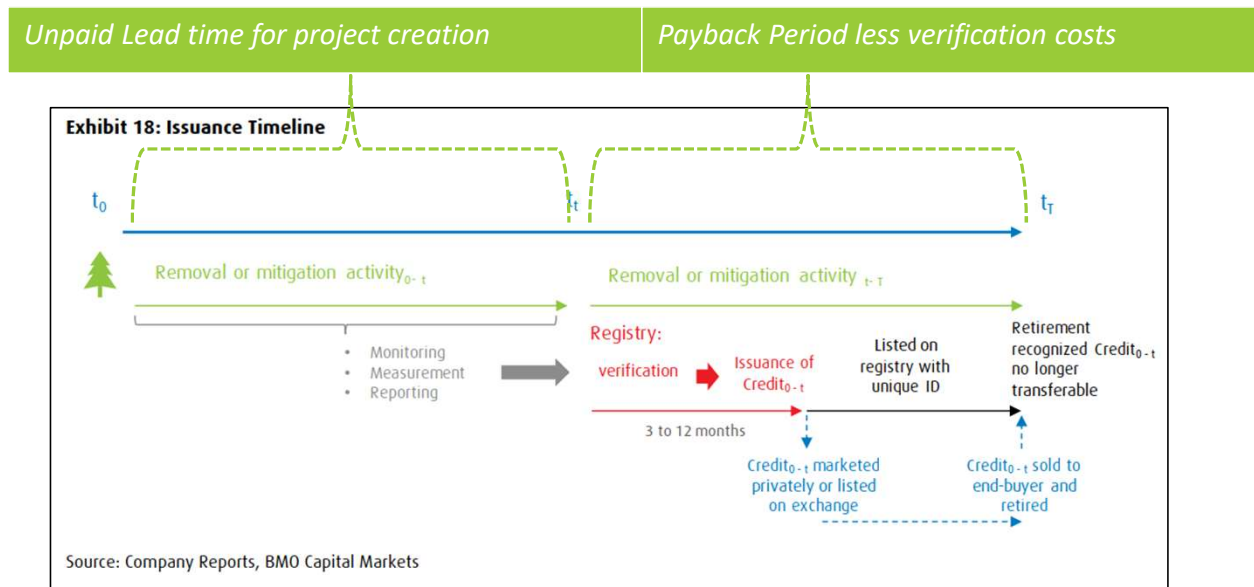 Unpaid Lead time for project creation
Payback Period less verification costs
Exhibit 18: Issuance Timeline
t0
tt
tT
Removal or mitigation activity0- t
Removal or mitigation activity t- T
• Monitoring
• Measurement
• Reporting
Registry:
verification
Issuance of
Credit0-t
3 to 12 months
Listed on
registry with
unique ID
Retirement
recognized Credit0-t
no longer
transferable
Credit0-t marketed
privately or listed
on exchange
Credit0-t sold to
end-buyer and
retired
Source: Company Reports, BMO Capital Markets